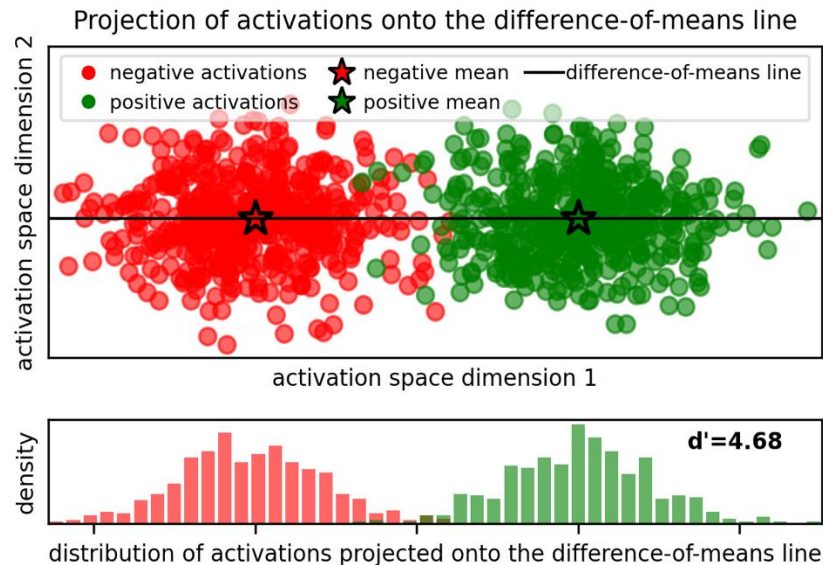 Projection of activations onto the difference-of-means line
negative activations
negative mean
difference-of-means line
positive activations
positive mean
activation space dimension 2
activation space dimension 1
density
d'=4.68
distribution of activations projected onto the difference-of-means line